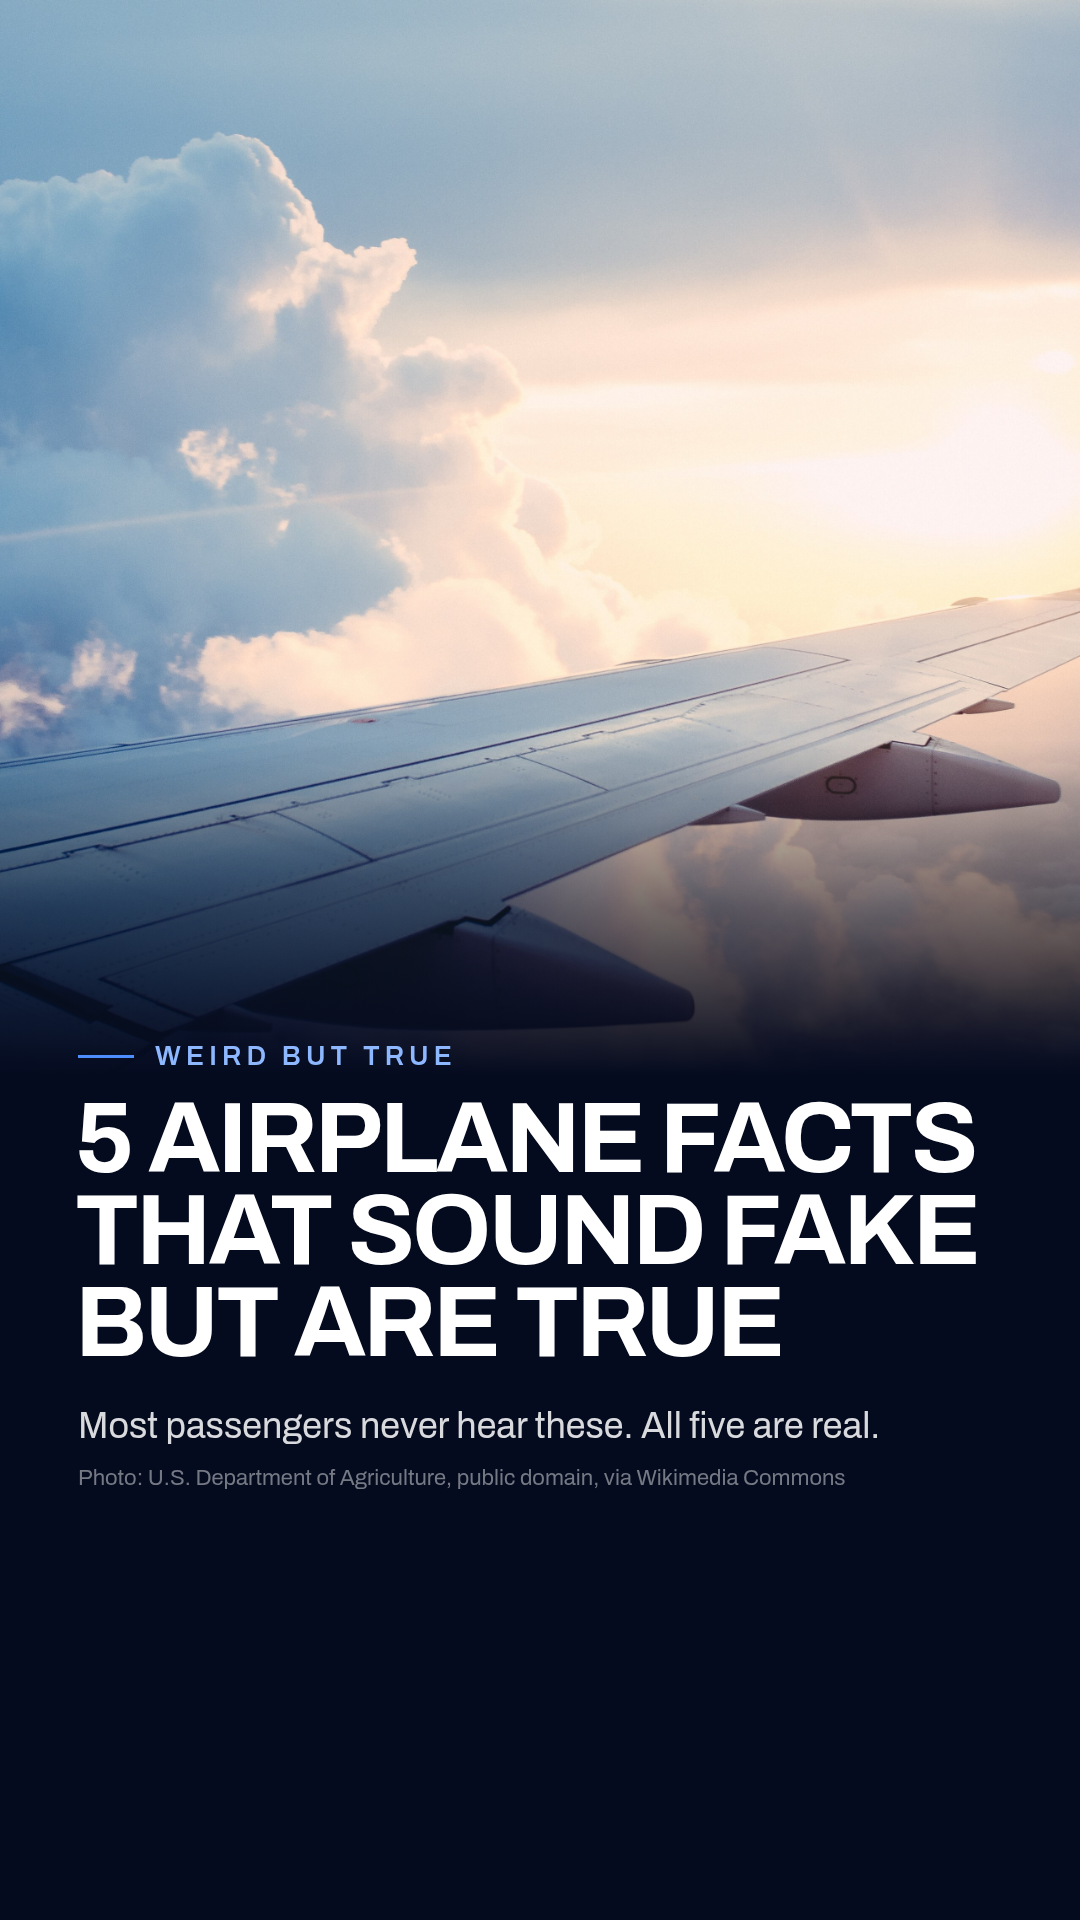 WEIRD BUT TRUE
5 AIRPLANE FACTS
THAT SOUND FAKE
BUT ARE TRUE
Most passengers never hear these. All five are real.
Photo: U.S. Department of Agriculture, public domain, via Wikimedia Commons